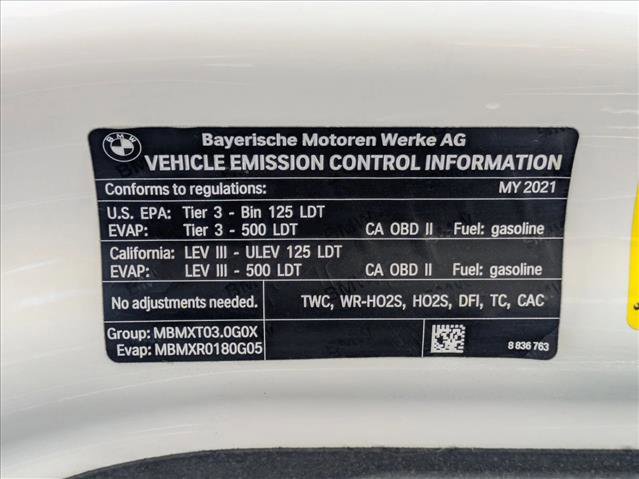 BMW
Bayerische Motoren Werke AG
VEHICLE EMISSION CONTROL INFORMATION
Conforms to regulations: MY 2021
U.S. EPA: Tier 3 - Bin 125 LDT
EVAP: Tier 3 - 500 LDT CA OBD II Fuel: gasoline
California: LEV III - ULEV 125 LDT
EVAP: LEV III - 500 LDT CA OBD II Fuel: gasoline
No adjustments needed. TWC, WR-HO2S, HO2S, DFI, TC, CAC
Group: MBMXT03.0G0X
Evap: MBMXR0180G05 8 836 763